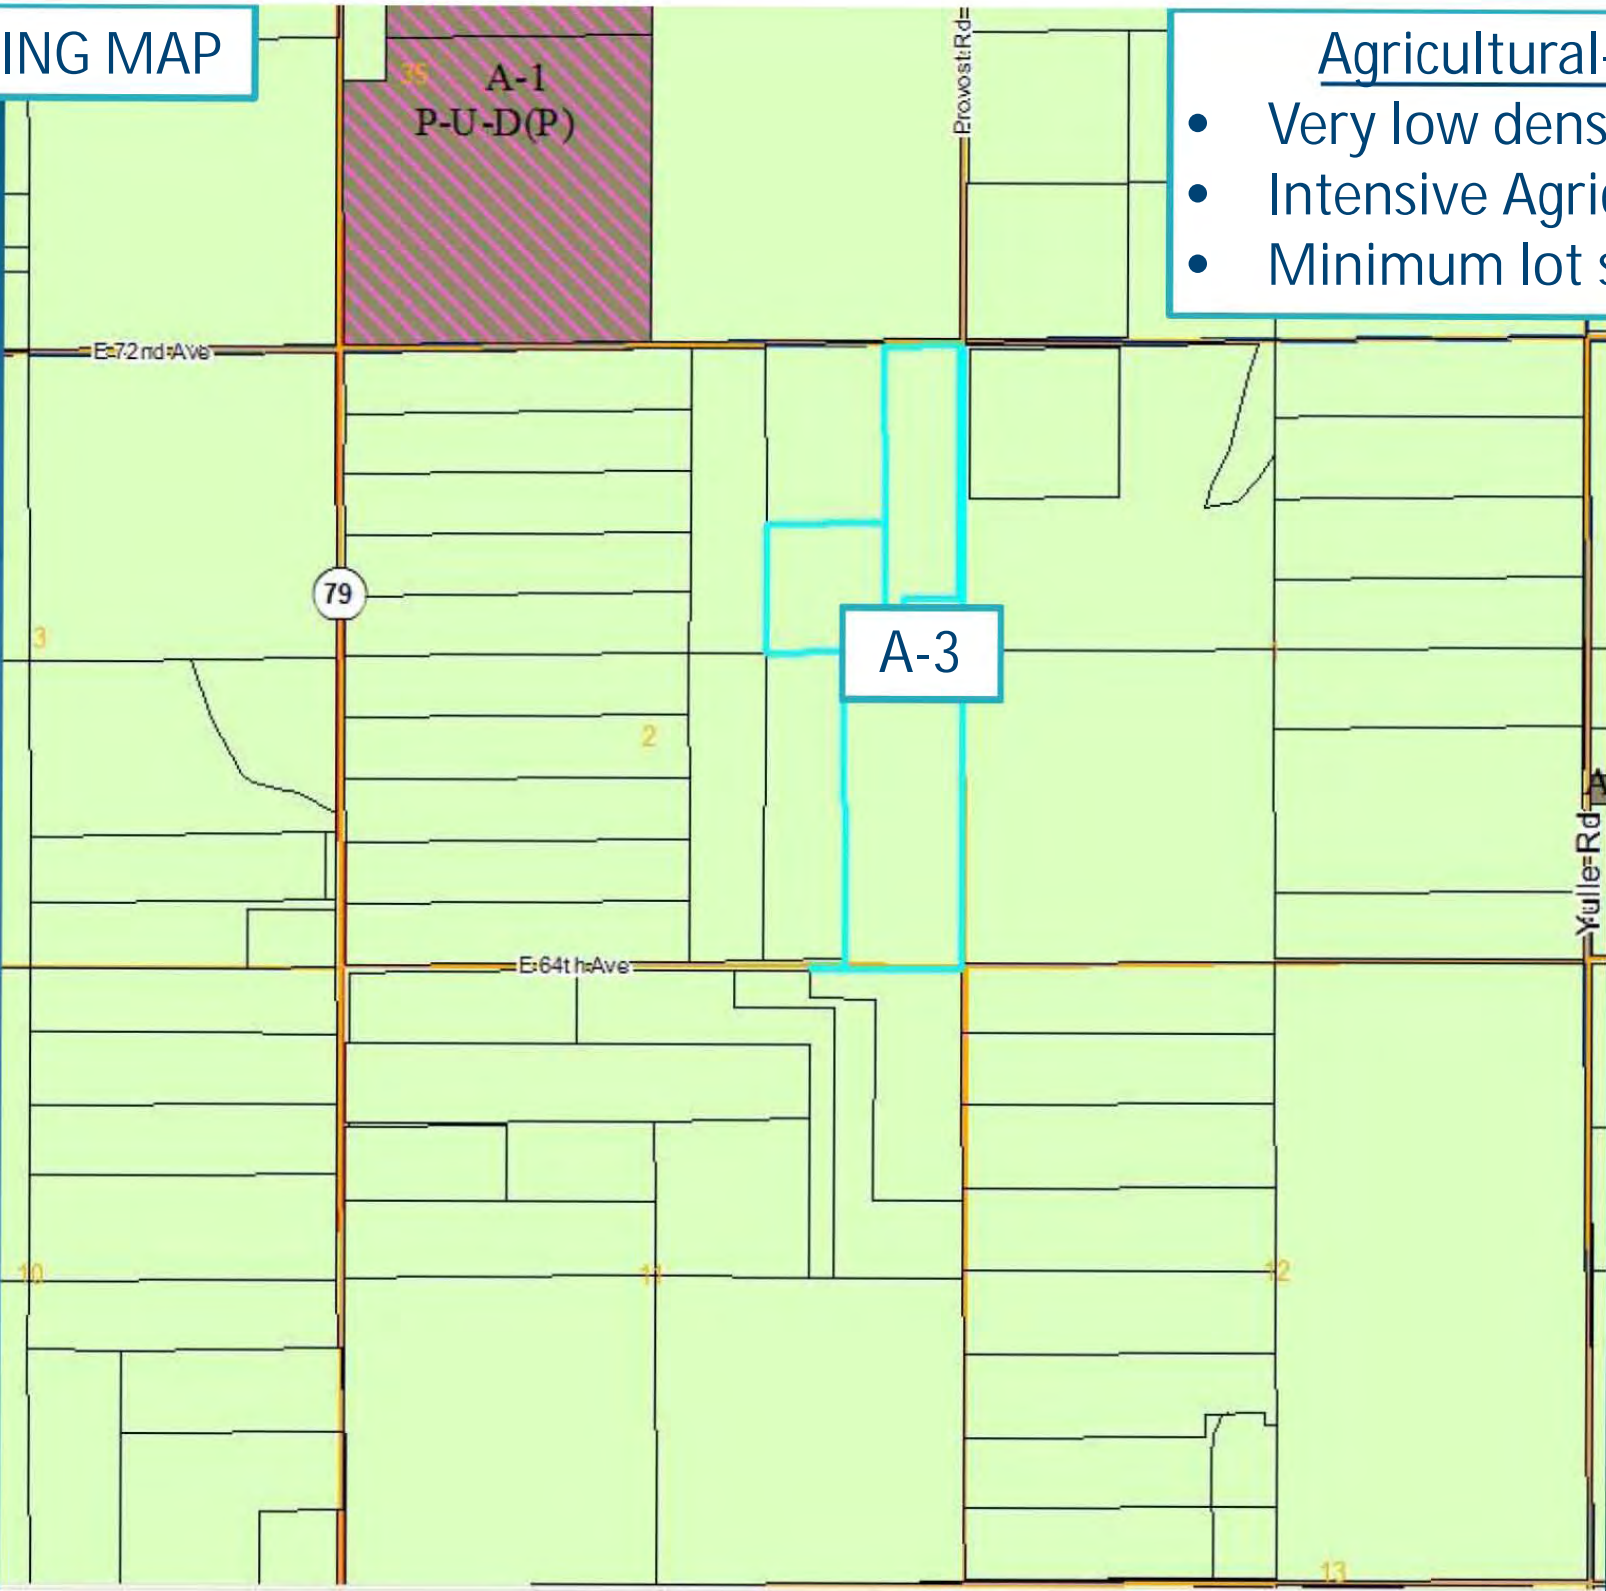 ING MAP
Agricultural-
• Very low dens
• Intensive Agri
• Minimum lot s
35
A-1
P-U-D(P)
Provost Rd
E 72nd Ave
79
3
A-3
2
A
Yulle Rd
E 64th Ave
10
11
12
13